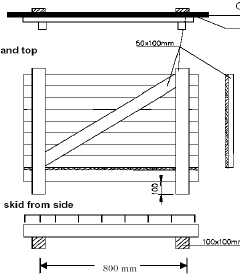 and top
50x100mm
100
skid from side
100x100mm
800 mm